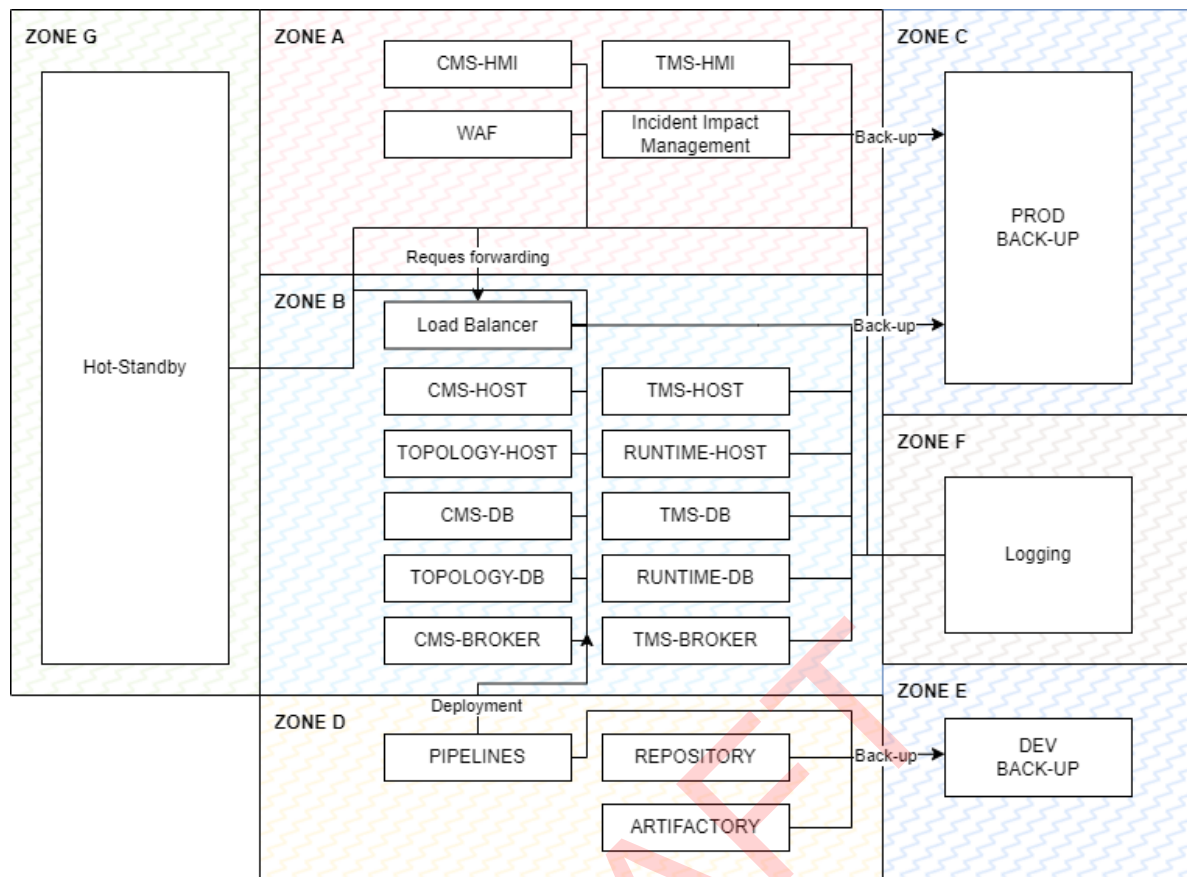 ZONE G
Hot-Standby
ZONE A
CMS-HMI
TMS-HMI
WAF
Incident Impact
Management
Reques forwarding
Back-up
ZONE C
PROD
BACK-UP
ZONE B
Load Balancer
Back-up
CMS-HOST
TMS-HOST
TOPOLOGY-HOST
RUNTIME-HOST
CMS-DB
TMS-DB
TOPOLOGY-DB
RUNTIME-DB
CMS-BROKER
TMS-BROKER
ZONE F
Logging
ZONE D
Deployment
PIPELINES
REPOSITORY
ARTIFACTORY
Back-up
ZONE E
DEV
BACK-UP
AFT